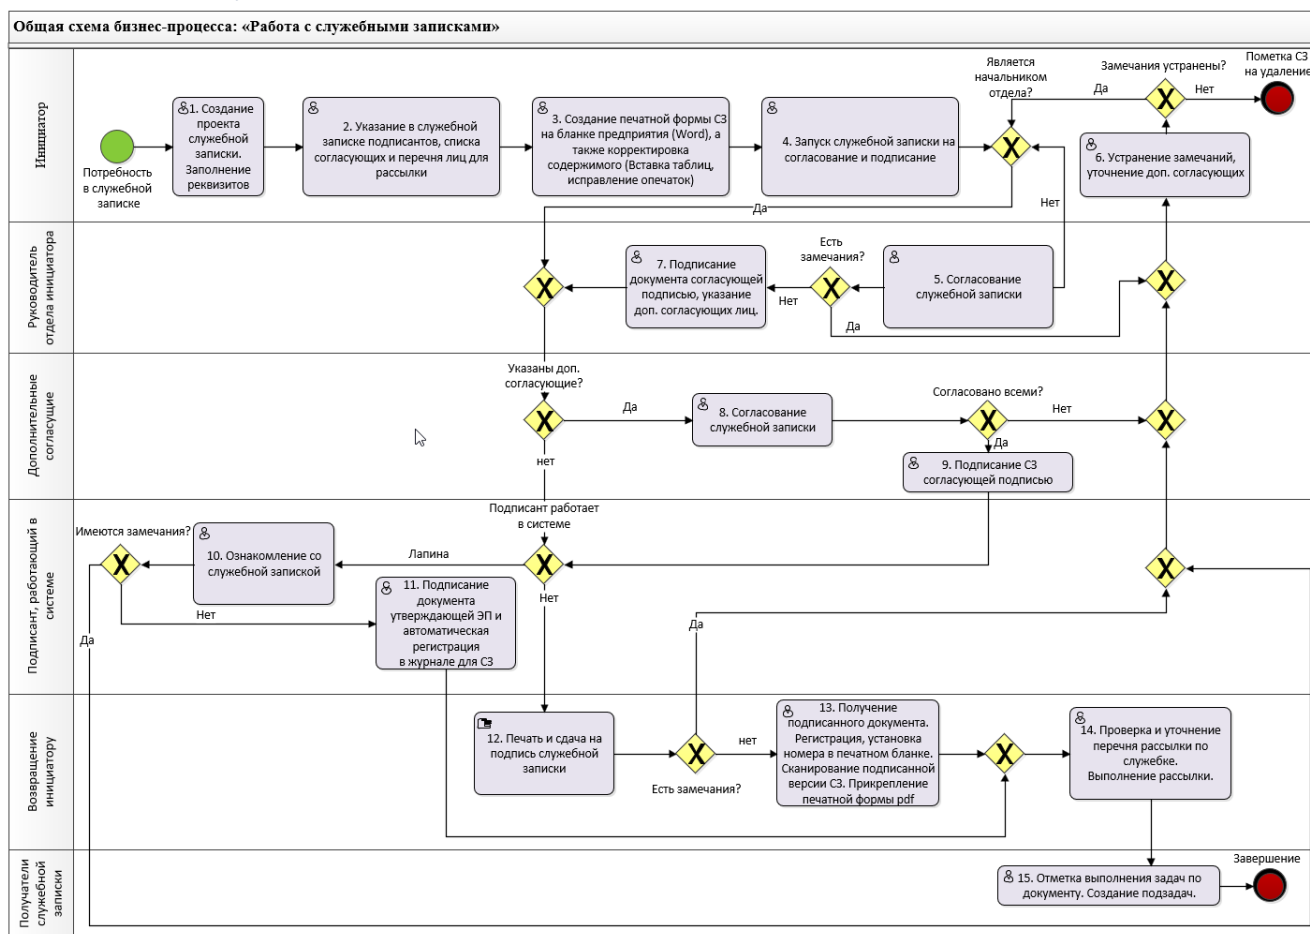 Общая схема бизнес-процесса: «Работа с служебными записками»
Инициатор
Потребность
в служебной
записке
1. Создание
проекта
служебной
записки.
Заполнение
реквизитов
2. Указание в служебной
записке подписантов, списка
согласующих и перечня лиц для
рассылки
3. Создание печатной формы СЗ
на бланке предприятия (Word), а
также корректировка
содержимого (Вставка таблиц,
исправление опечаток)
4. Запуск служебной записки на
согласование и подписание
Является
начальником
отдела?
Да
Нет
Замечания устранены?
Да
Нет
Пометка СЗ
на удаление
6. Устранение замечаний,
уточнение доп. согласующих
Руководитель
отдела инициатора
7. Подписание
документа согласующей
подписью, указание
доп. согласующих лиц.
Есть
замечания?
Нет
Да
5. Согласование
служебной записки
Дополнительные
согласущие
Указаны доп.
согласующие?
Да
нет
8. Согласование
служебной записки
Согласовано всеми?
Нет
Да
9. Подписание СЗ
согласующей подписью
Подписант, работающий в
системе
Имеются замечания?
Да
Нет
10. Ознакомление со
служебной запиской
Лапина
Подписант работает
в системе
Нет
11. Подписание
документа
утверждающей ЭП и
автоматическая
регистрация
в журнале для СЗ
Да
Возвращение
инициатору
12. Печать и сдача на
подпись служебной
записки
Есть замечания?
нет
13. Получение
подписанного документа.
Регистрация, установка
номера в печатном бланке.
Сканирование подписанной
версии СЗ. Прикрепление
печатной формы pdf
14. Проверка и уточнение
перечня рассылки по
служебке.
Выполнение рассылки.
Получатели
служебной
записки
15. Отметка выполнения задач по
документу. Создание подзадач.
Завершение